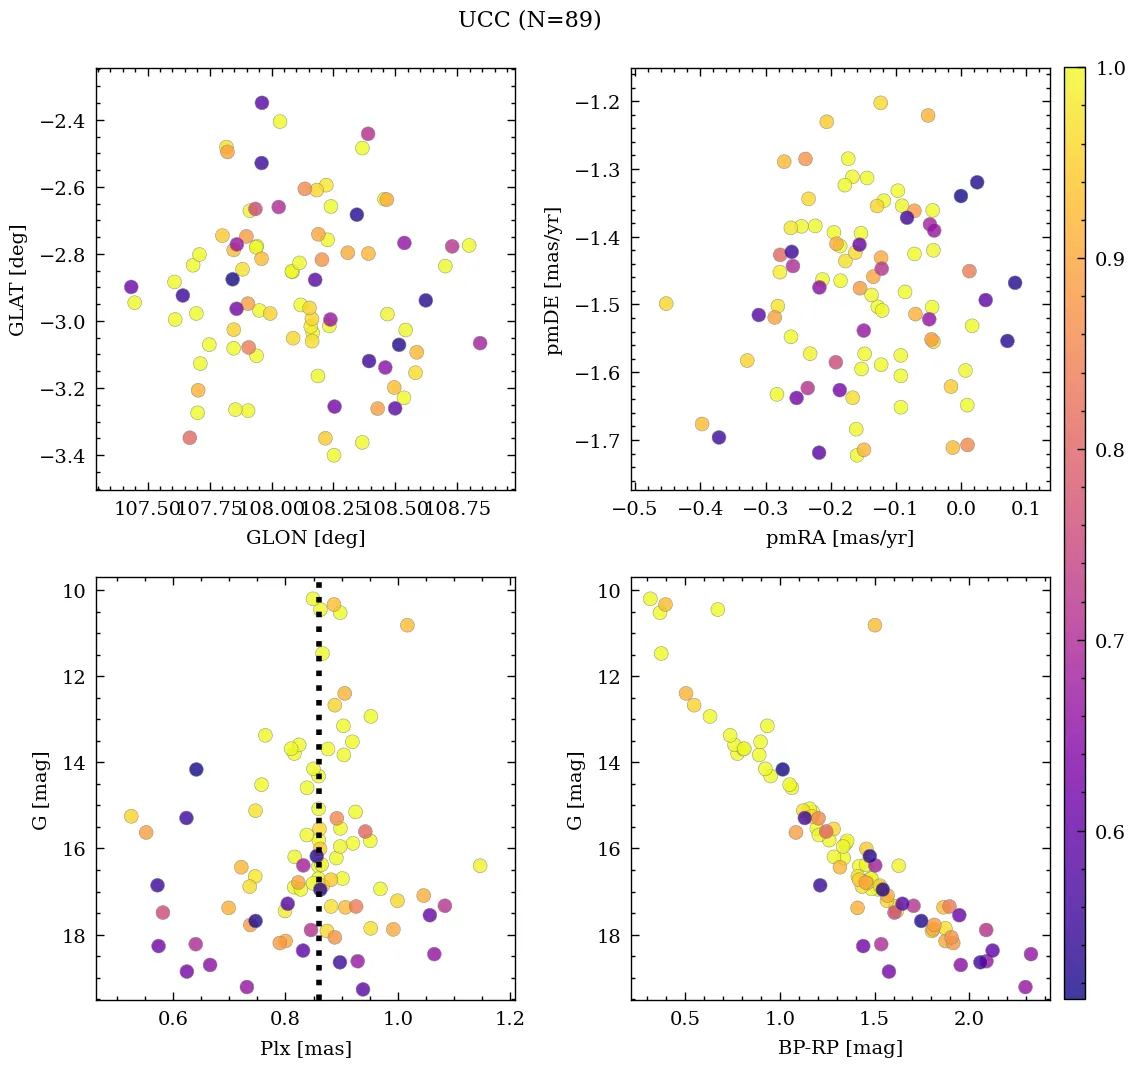 UCC (N=89)
−2.4
−2.6
−2.8
−3.0
−3.2
−3.4
GLAT [deg]
107.50 107.75 108.00 108.25 108.50 108.75
GLON [deg]
−1.2
−1.3
−1.4
−1.5
−1.6
−1.7
pmDE [mas/yr]
−0.5 −0.4 −0.3 −0.2 −0.1 0.0 0.1
pmRA [mas/yr]
10
12
14
16
18
G [mag]
0.6 0.8 1.0 1.2
Plx [mas]
10
12
14
16
18
G [mag]
0.5 1.0 1.5 2.0
BP-RP [mag]
1.0
0.9
0.8
0.7
0.6